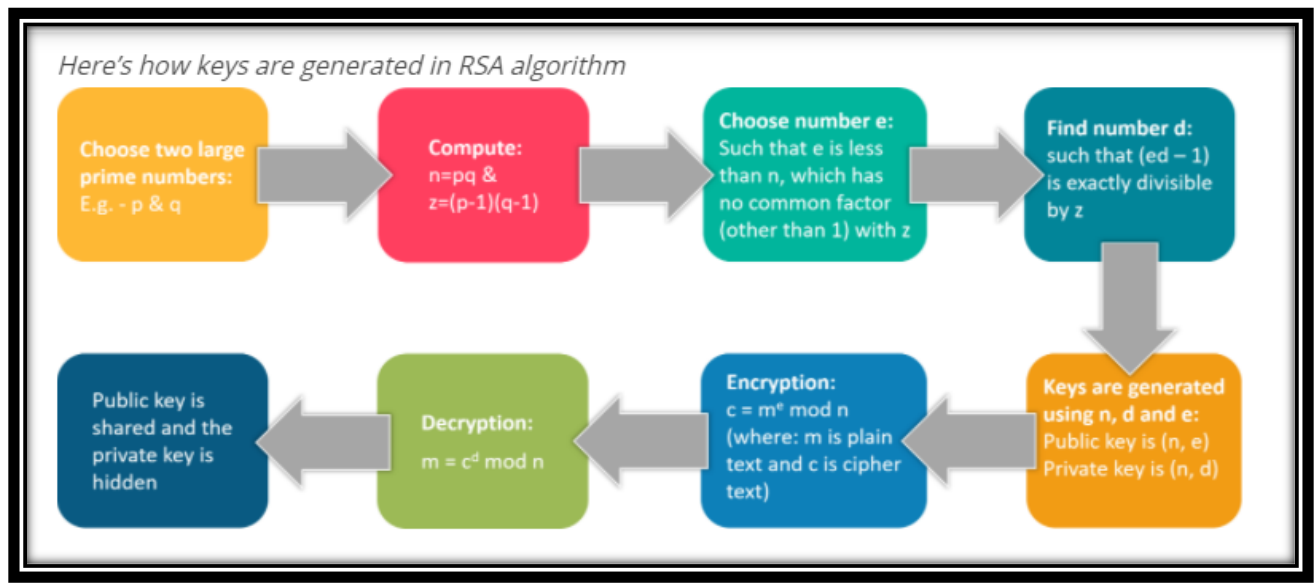 Here's how keys are generated in RSA algorithm
Choose two large
prime numbers:
E.g. - p & q
Compute:
n=pq &
z=(p-1)(q-1)
Choose number e:
Such that e is less
than n, which has
no common factor
(other than 1) with z
Find number d:
such that (ed – 1)
is exactly divisible
by z
Keys are generated
using n, d and e:
Public key is (n, e)
Private key is (n, d)
Encryption:
c = mᵉ mod n
(where: m is plain
text and c is cipher
text)
Decryption:
m = cᵈ mod n
Public key is
shared and the
private key is
hidden